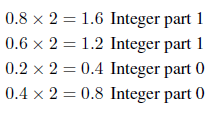 0.8 × 2 = 1.6 Integer part 1
0.6 × 2 = 1.2 Integer part 1
0.2 × 2 = 0.4 Integer part 0
0.4 × 2 = 0.8 Integer part 0